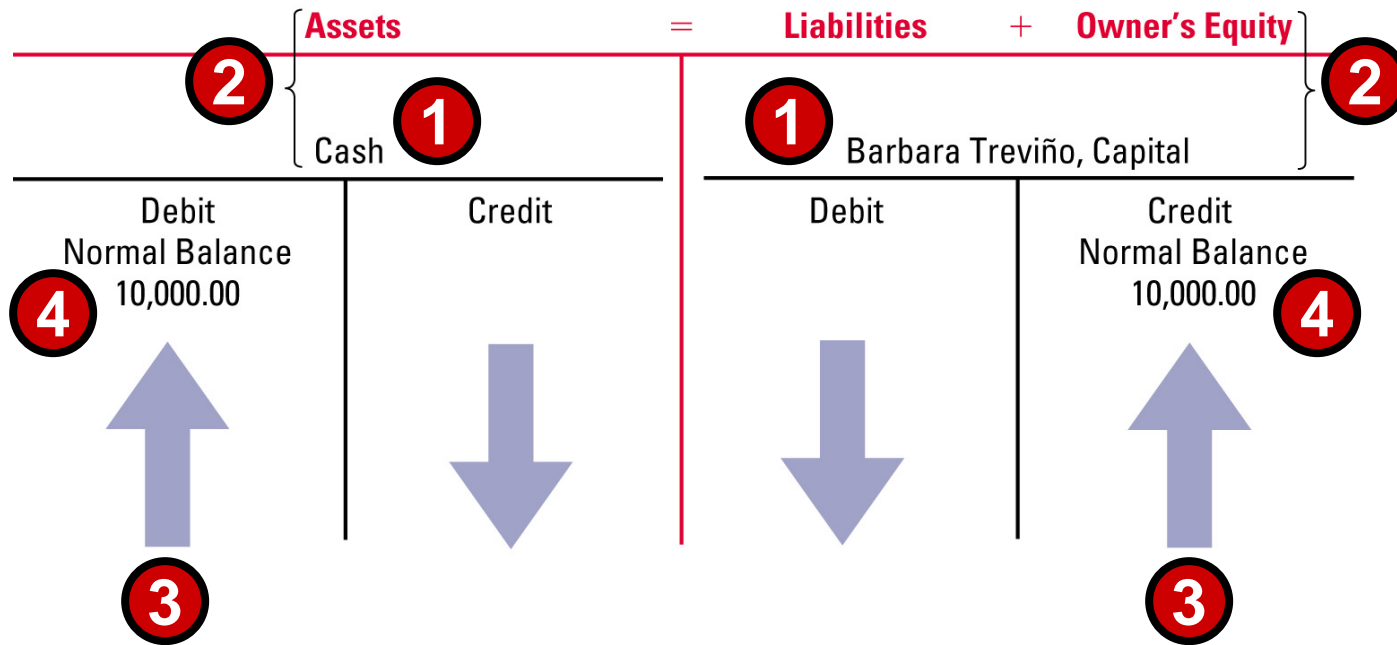 Assets = Liabilities + Owner's Equity
2 1 1 2
Cash Barbara Treviño, Capital
Debit Credit Debit Credit
Normal Balance Normal Balance
10,000.00 10,000.00
4 4
3 3